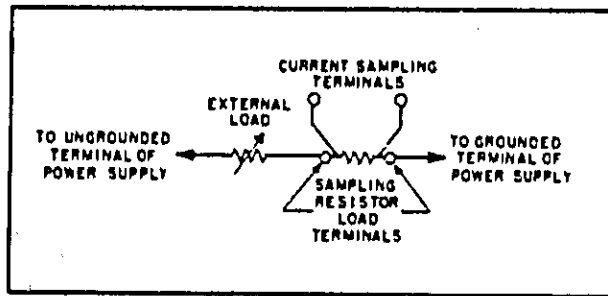 CURRENT SAMPLING
TERMINALS
EXTERNAL
LOAD
TO UNGROUNDED
TERMINAL OF
POWER SUPPLY
TO GROUNDED
TERMINAL OF
POWER SUPPLY
SAMPLING
RESISTOR
LOAD
TERMINALS